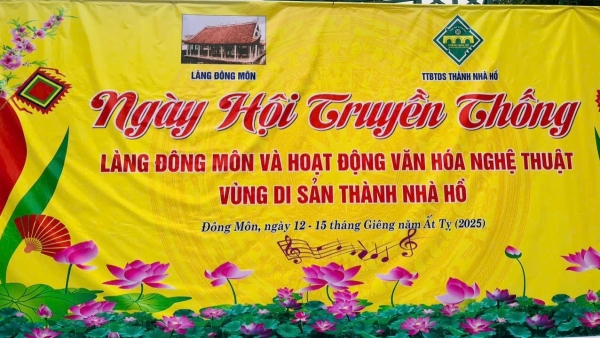 LÀNG ĐÔNG MÔN
TTBTDS THÀNH NHÀ HỒ
Ngày Hội Truyền Thống
LÀNG ĐÔNG MÔN VÀ HOẠT ĐỘNG VĂN HÓA NGHỆ THUẬT
VÙNG DI SẢN THÀNH NHÀ HỒ
Đông Môn, ngày 12 - 15 tháng Giêng năm Ất Tỵ (2025)